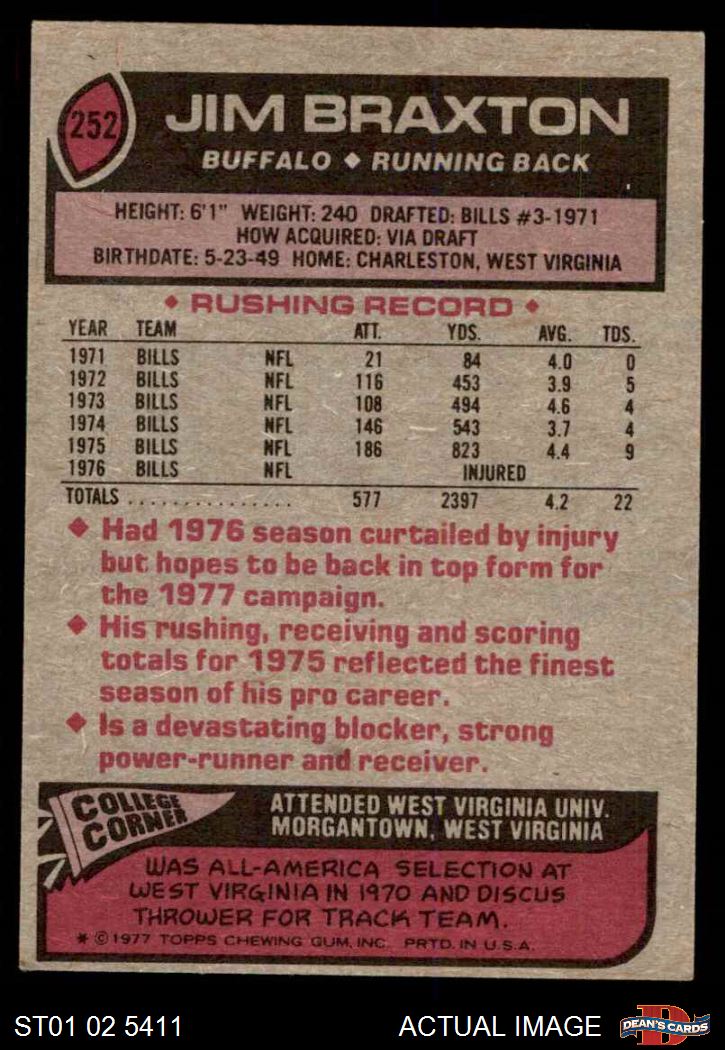 252
JIM BRAXTON
BUFFALO ◆ RUNNING BACK
HEIGHT: 6'1" WEIGHT: 240 DRAFTED: BILLS #3-1971
HOW ACQUIRED: VIA DRAFT
BIRTHDATE: 5-23-49 HOME: CHARLESTON, WEST VIRGINIA
◆ RUSHING RECORD ◆
YEAR TEAM ATT. YDS. AVG. TDS.
1971 BILLS NFL 21 84 4.0 0
1972 BILLS NFL 116 453 3.9 5
1973 BILLS NFL 108 494 4.6 4
1974 BILLS NFL 146 543 3.7 4
1975 BILLS NFL 186 823 4.4 9
1976 BILLS NFL INJURED
TOTALS ................ 577 2397 4.2 22
◆ Had 1976 season curtailed by injury
but hopes to be back in top form for
the 1977 campaign.
◆ His rushing, receiving and scoring
totals for 1975 reflected the finest
season of his pro career.
◆ Is a devastating blocker, strong
power-runner and receiver.
COLLEGE
CORNER
ATTENDED WEST VIRGINIA UNIV.
MORGANTOWN, WEST VIRGINIA
WAS ALL-AMERICA SELECTION AT
WEST VIRGINIA IN 1970 AND DISCUS
THROWER FOR TRACK TEAM.
* © 1977 TOPPS CHEWING GUM, INC. PRTD. IN U.S.A.
ST01 02 5411 ACTUAL IMAGE
D
DEAN'S CARDS